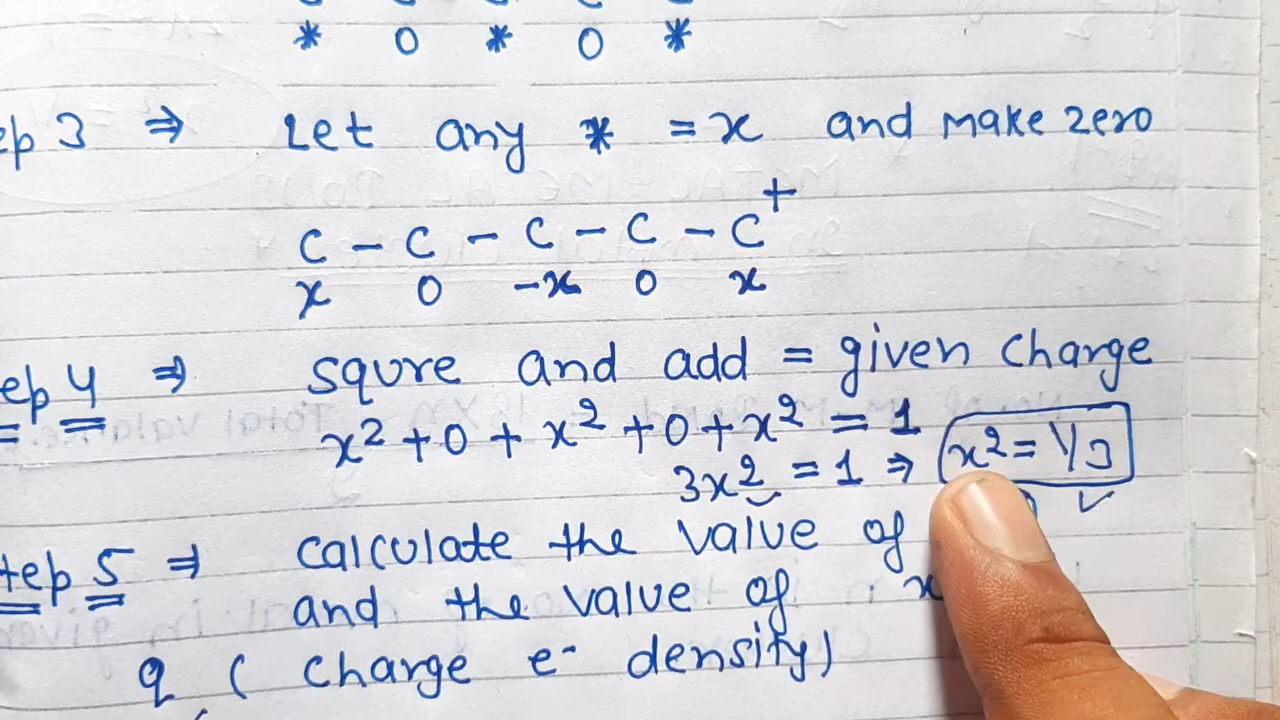 * 0 * 0 *
ep 3 ⇒ Let any * = x and make zero
C - C - C - C - C+
x 0 -x 0 x
ep 4 ⇒ squre and add = given charge
x² + 0 + x² + 0 + x² = 1
3x² = 1 ⇒ x² = 1/3
tep 5 ⇒ calculate the value of
and the value of x
q ( charge e- density)